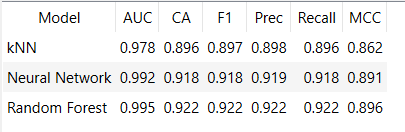 Model AUC CA F1 Prec Recall MCC
kNN 0.978 0.896 0.897 0.898 0.896 0.862
Neural Network 0.992 0.918 0.918 0.919 0.918 0.891
Random Forest 0.995 0.922 0.922 0.922 0.922 0.896